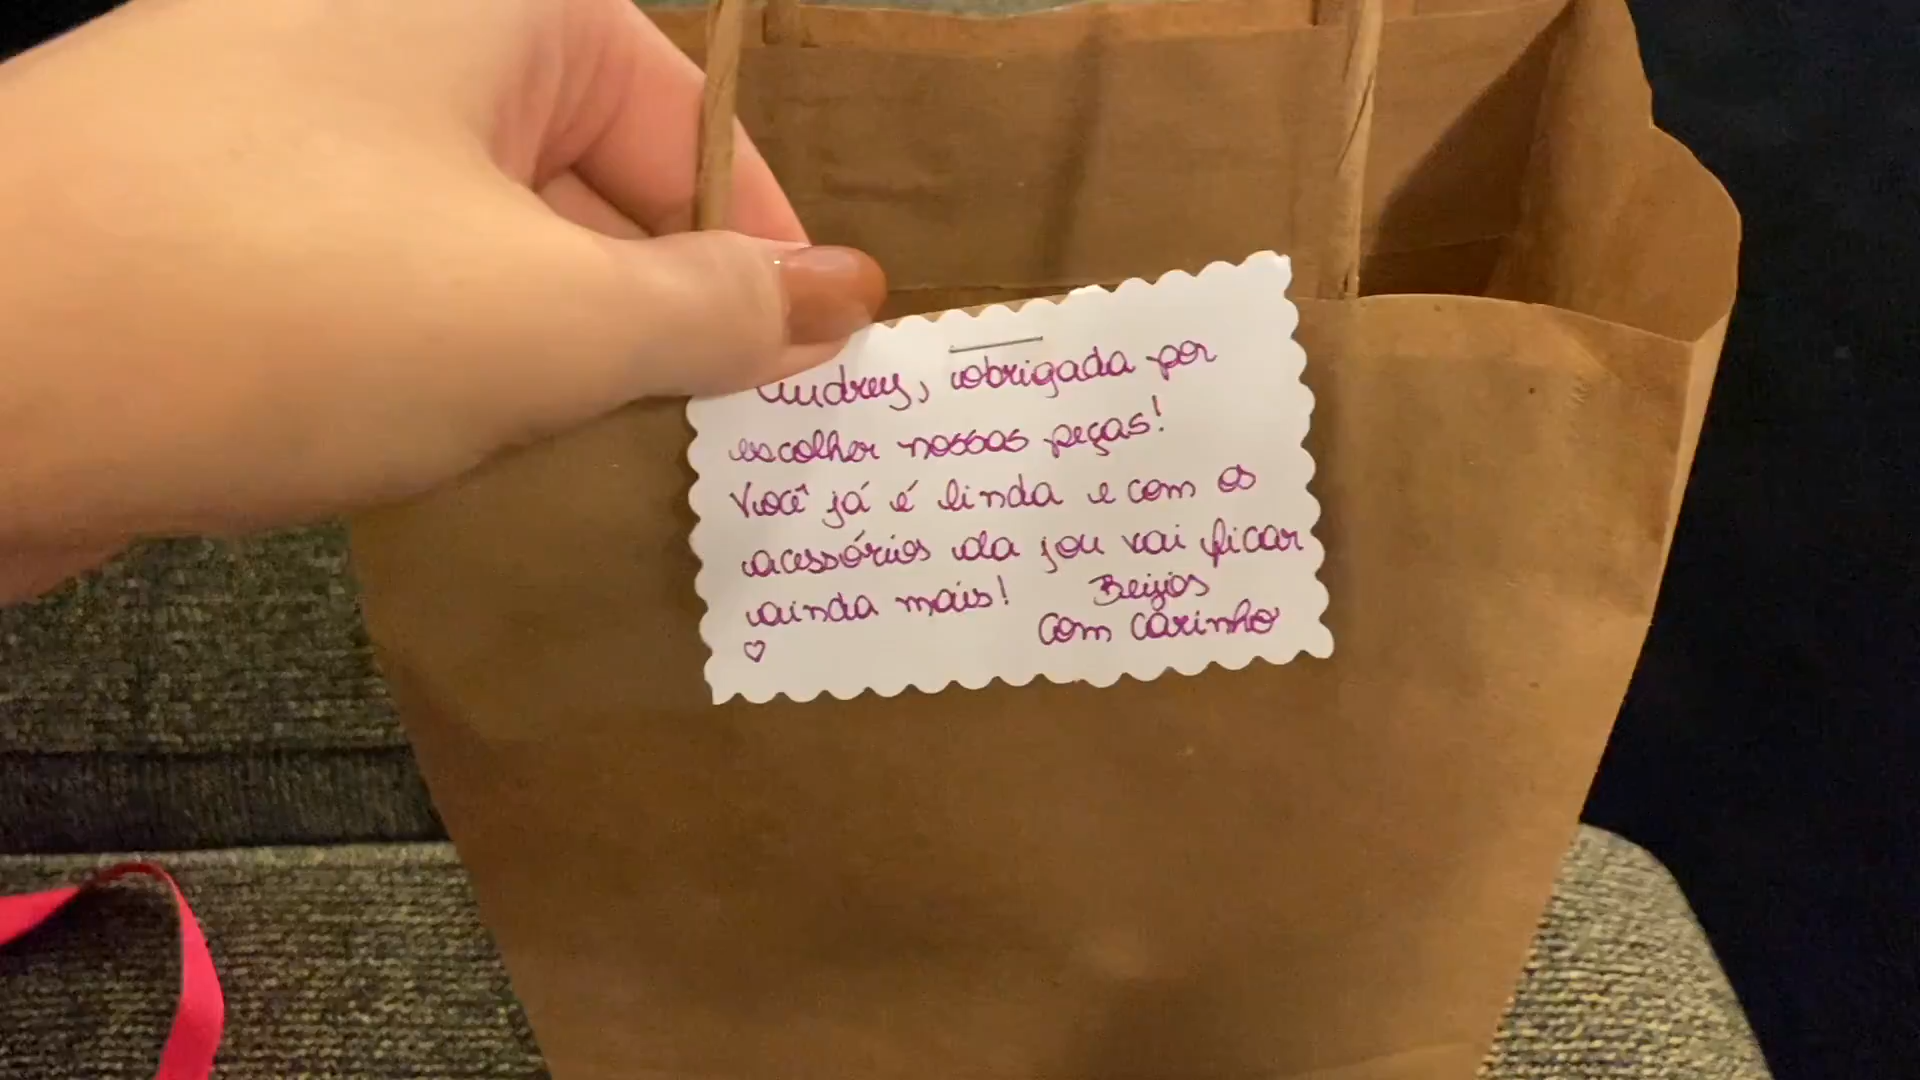 Audrey, obrigada por
escolher nossas peças!
Você já é linda e com os
acessórios da jou vai ficar
ainda mais! Beijos
♡ Com carinho